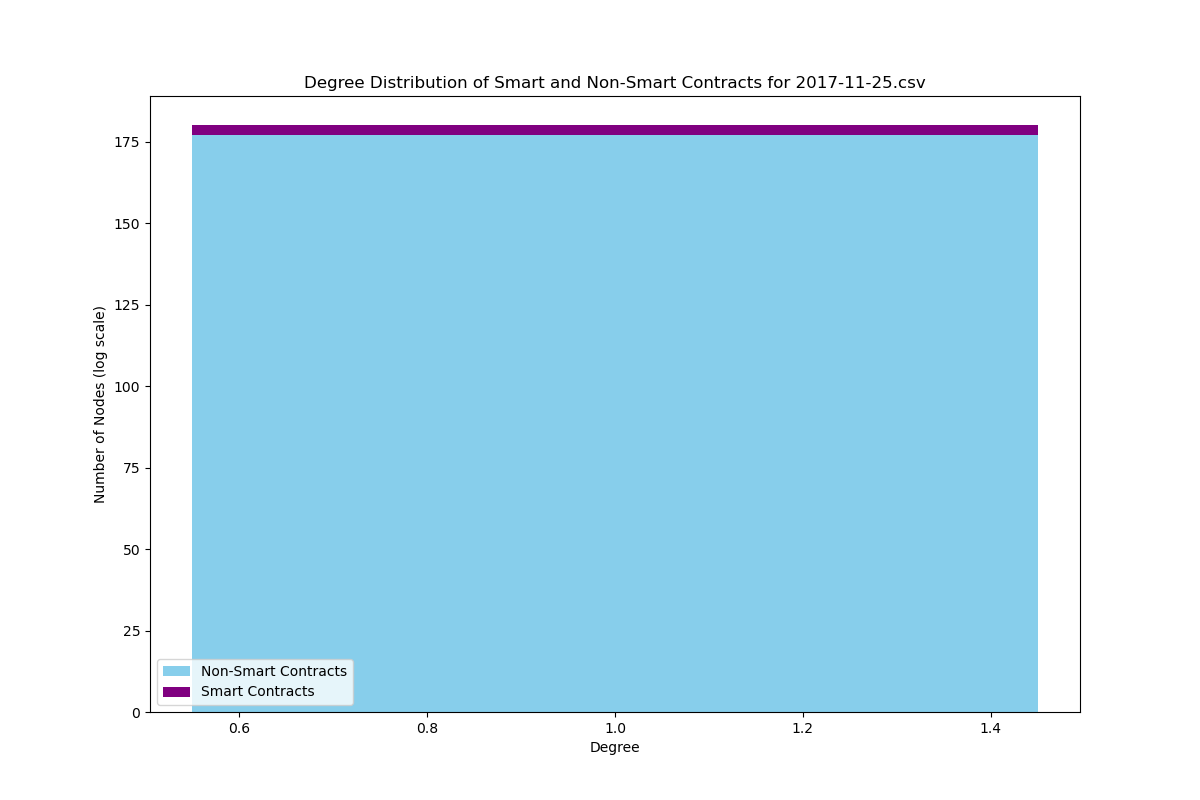 Degree Distribution of Smart and Non-Smart Contracts for 2017-11-25.csv
175
150
125
100
75
50
25
0
Number of Nodes (log scale)
Non-Smart Contracts
Smart Contracts
0.6 0.8 1.0 1.2 1.4
Degree